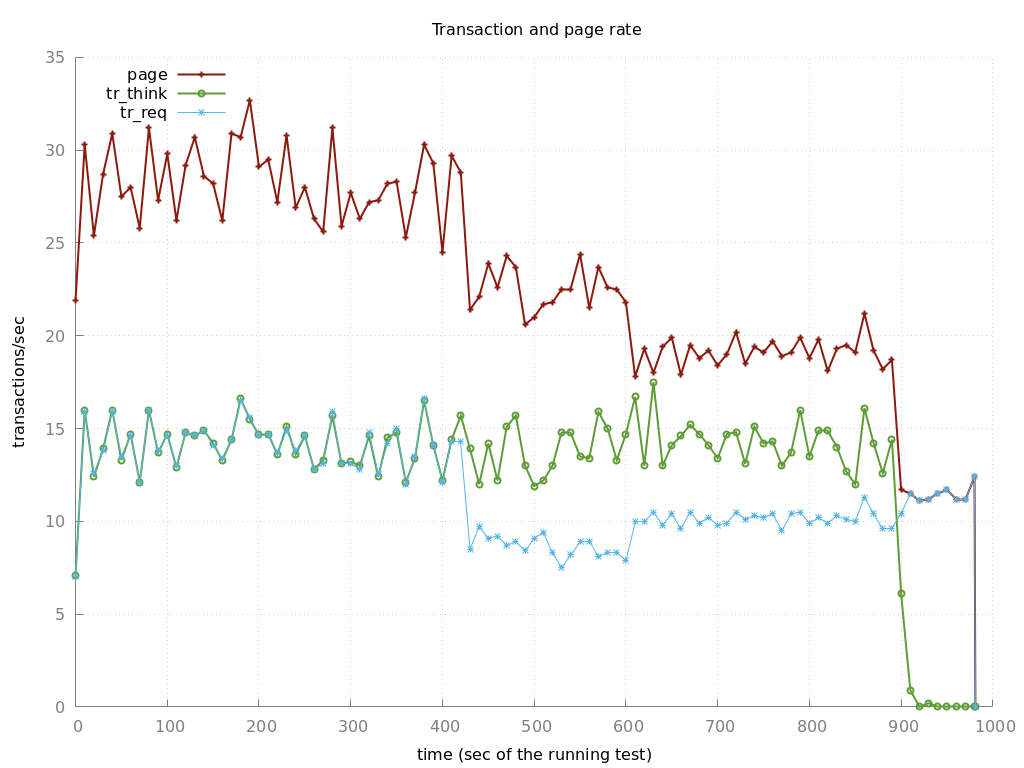 Transaction and page rate
35
30
25
20
15
10
5
0
transactions/sec
page
tr_think
tr_req
0 100 200 300 400 500 600 700 800 900 1000
time (sec of the running test)